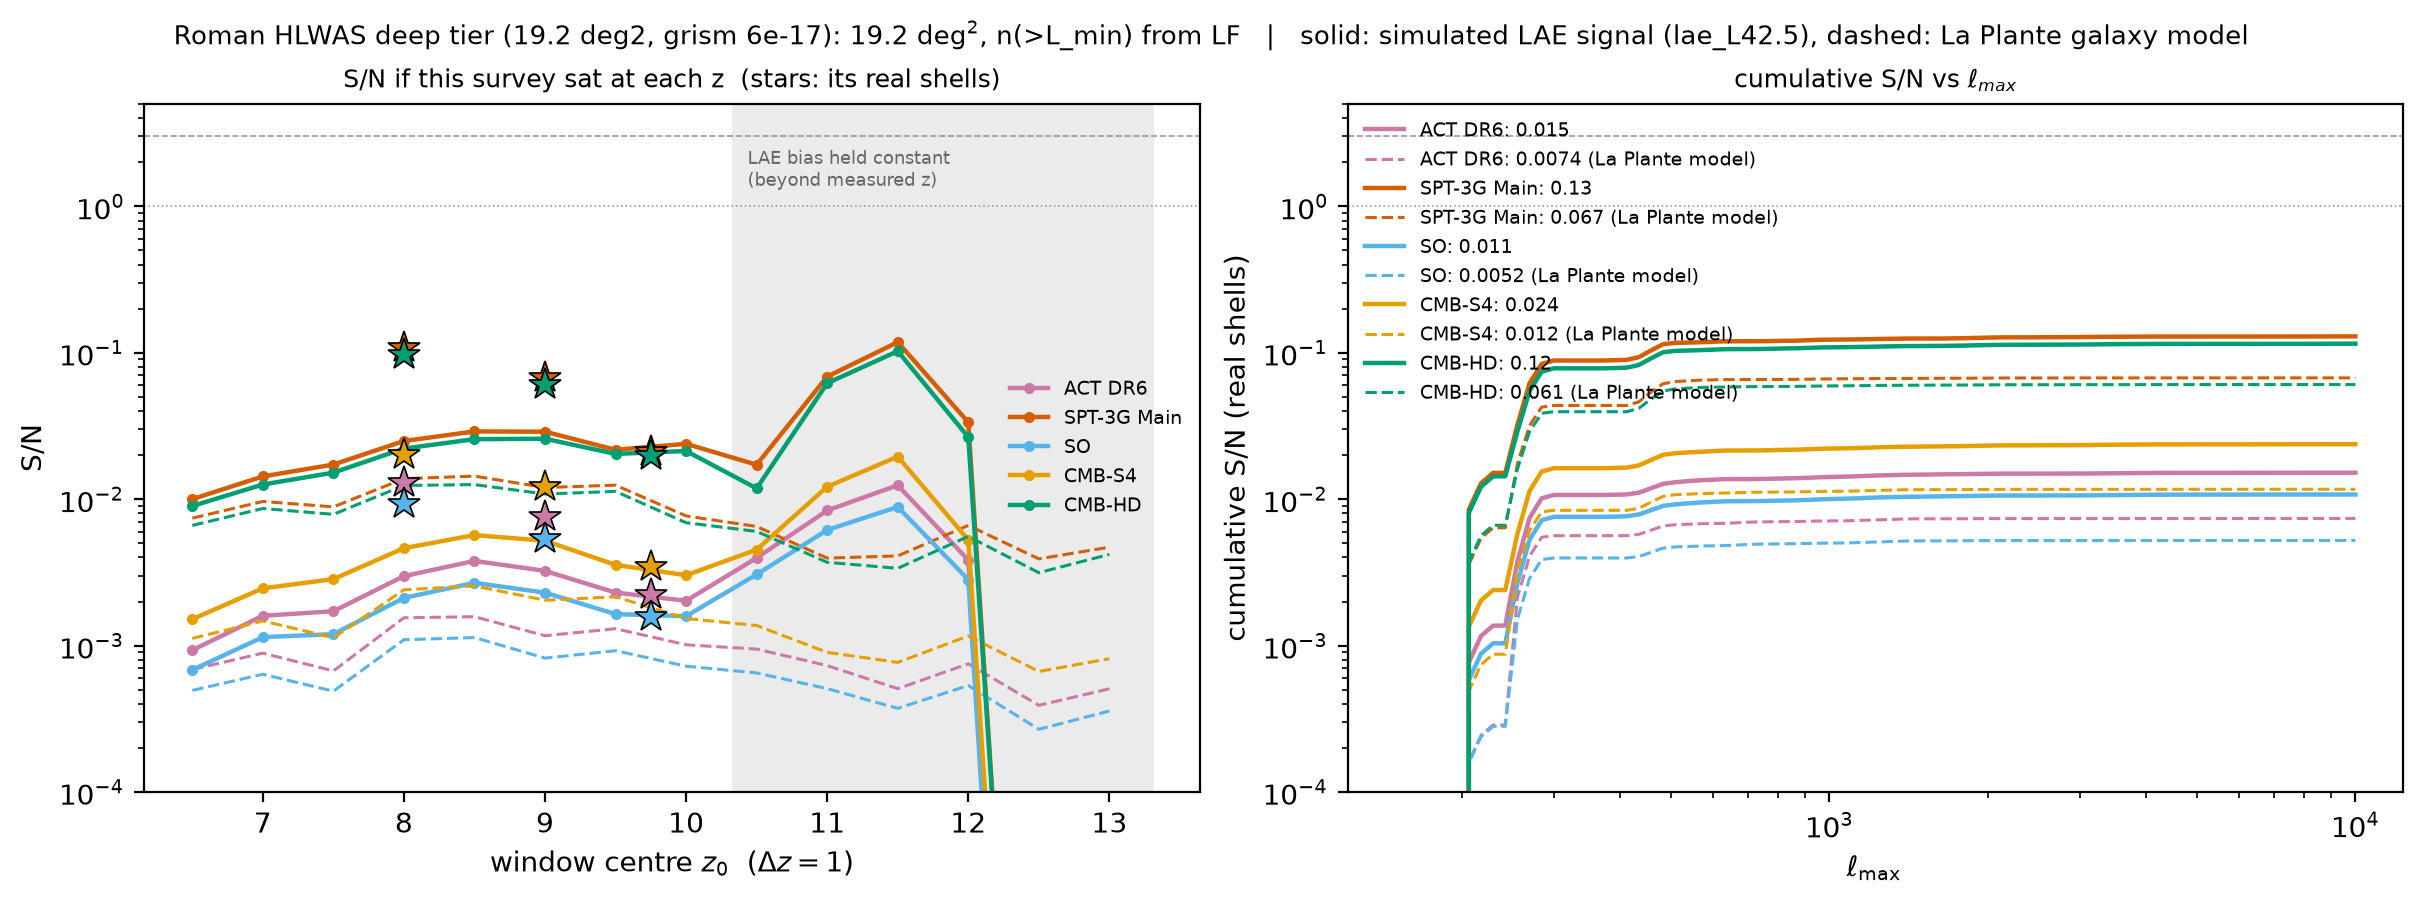 Roman HLWAS deep tier (19.2 deg2, grism 6e-17): 19.2 deg², n(>L_min) from LF | solid: simulated LAE signal (lae_L42.5), dashed: La Plante galaxy model
S/N if this survey sat at each z (stars: its real shells)
S/N
10⁰
10⁻¹
10⁻²
10⁻³
10⁻⁴
LAE bias held constant
(beyond measured z)
ACT DR6
SPT-3G Main
SO
CMB-S4
CMB-HD
7 8 9 10 11 12 13
window centre z₀ (Δz = 1)
cumulative S/N vs ℓₘₐₓ
cumulative S/N (real shells)
10⁰
10⁻¹
10⁻²
10⁻³
10⁻⁴
ACT DR6: 0.015
ACT DR6: 0.0074 (La Plante model)
SPT-3G Main: 0.13
SPT-3G Main: 0.067 (La Plante model)
SO: 0.011
SO: 0.0052 (La Plante model)
CMB-S4: 0.024
CMB-S4: 0.012 (La Plante model)
CMB-HD: 0.12
CMB-HD: 0.061 (La Plante model)
10³ 10⁴
ℓₘₐₓ